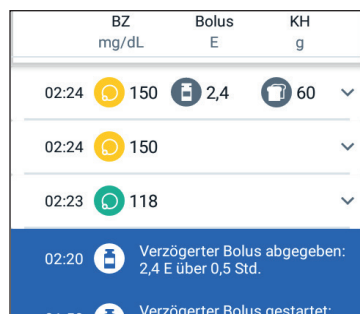 BZ Bolus KH
mg/dL E g
02:24 150 2,4 60
02:24 150
02:23 118
02:20 Verzögerter Bolus abgegeben:
2,4 E über 0,5 Std.
Verzögerter Bolus gestartet: